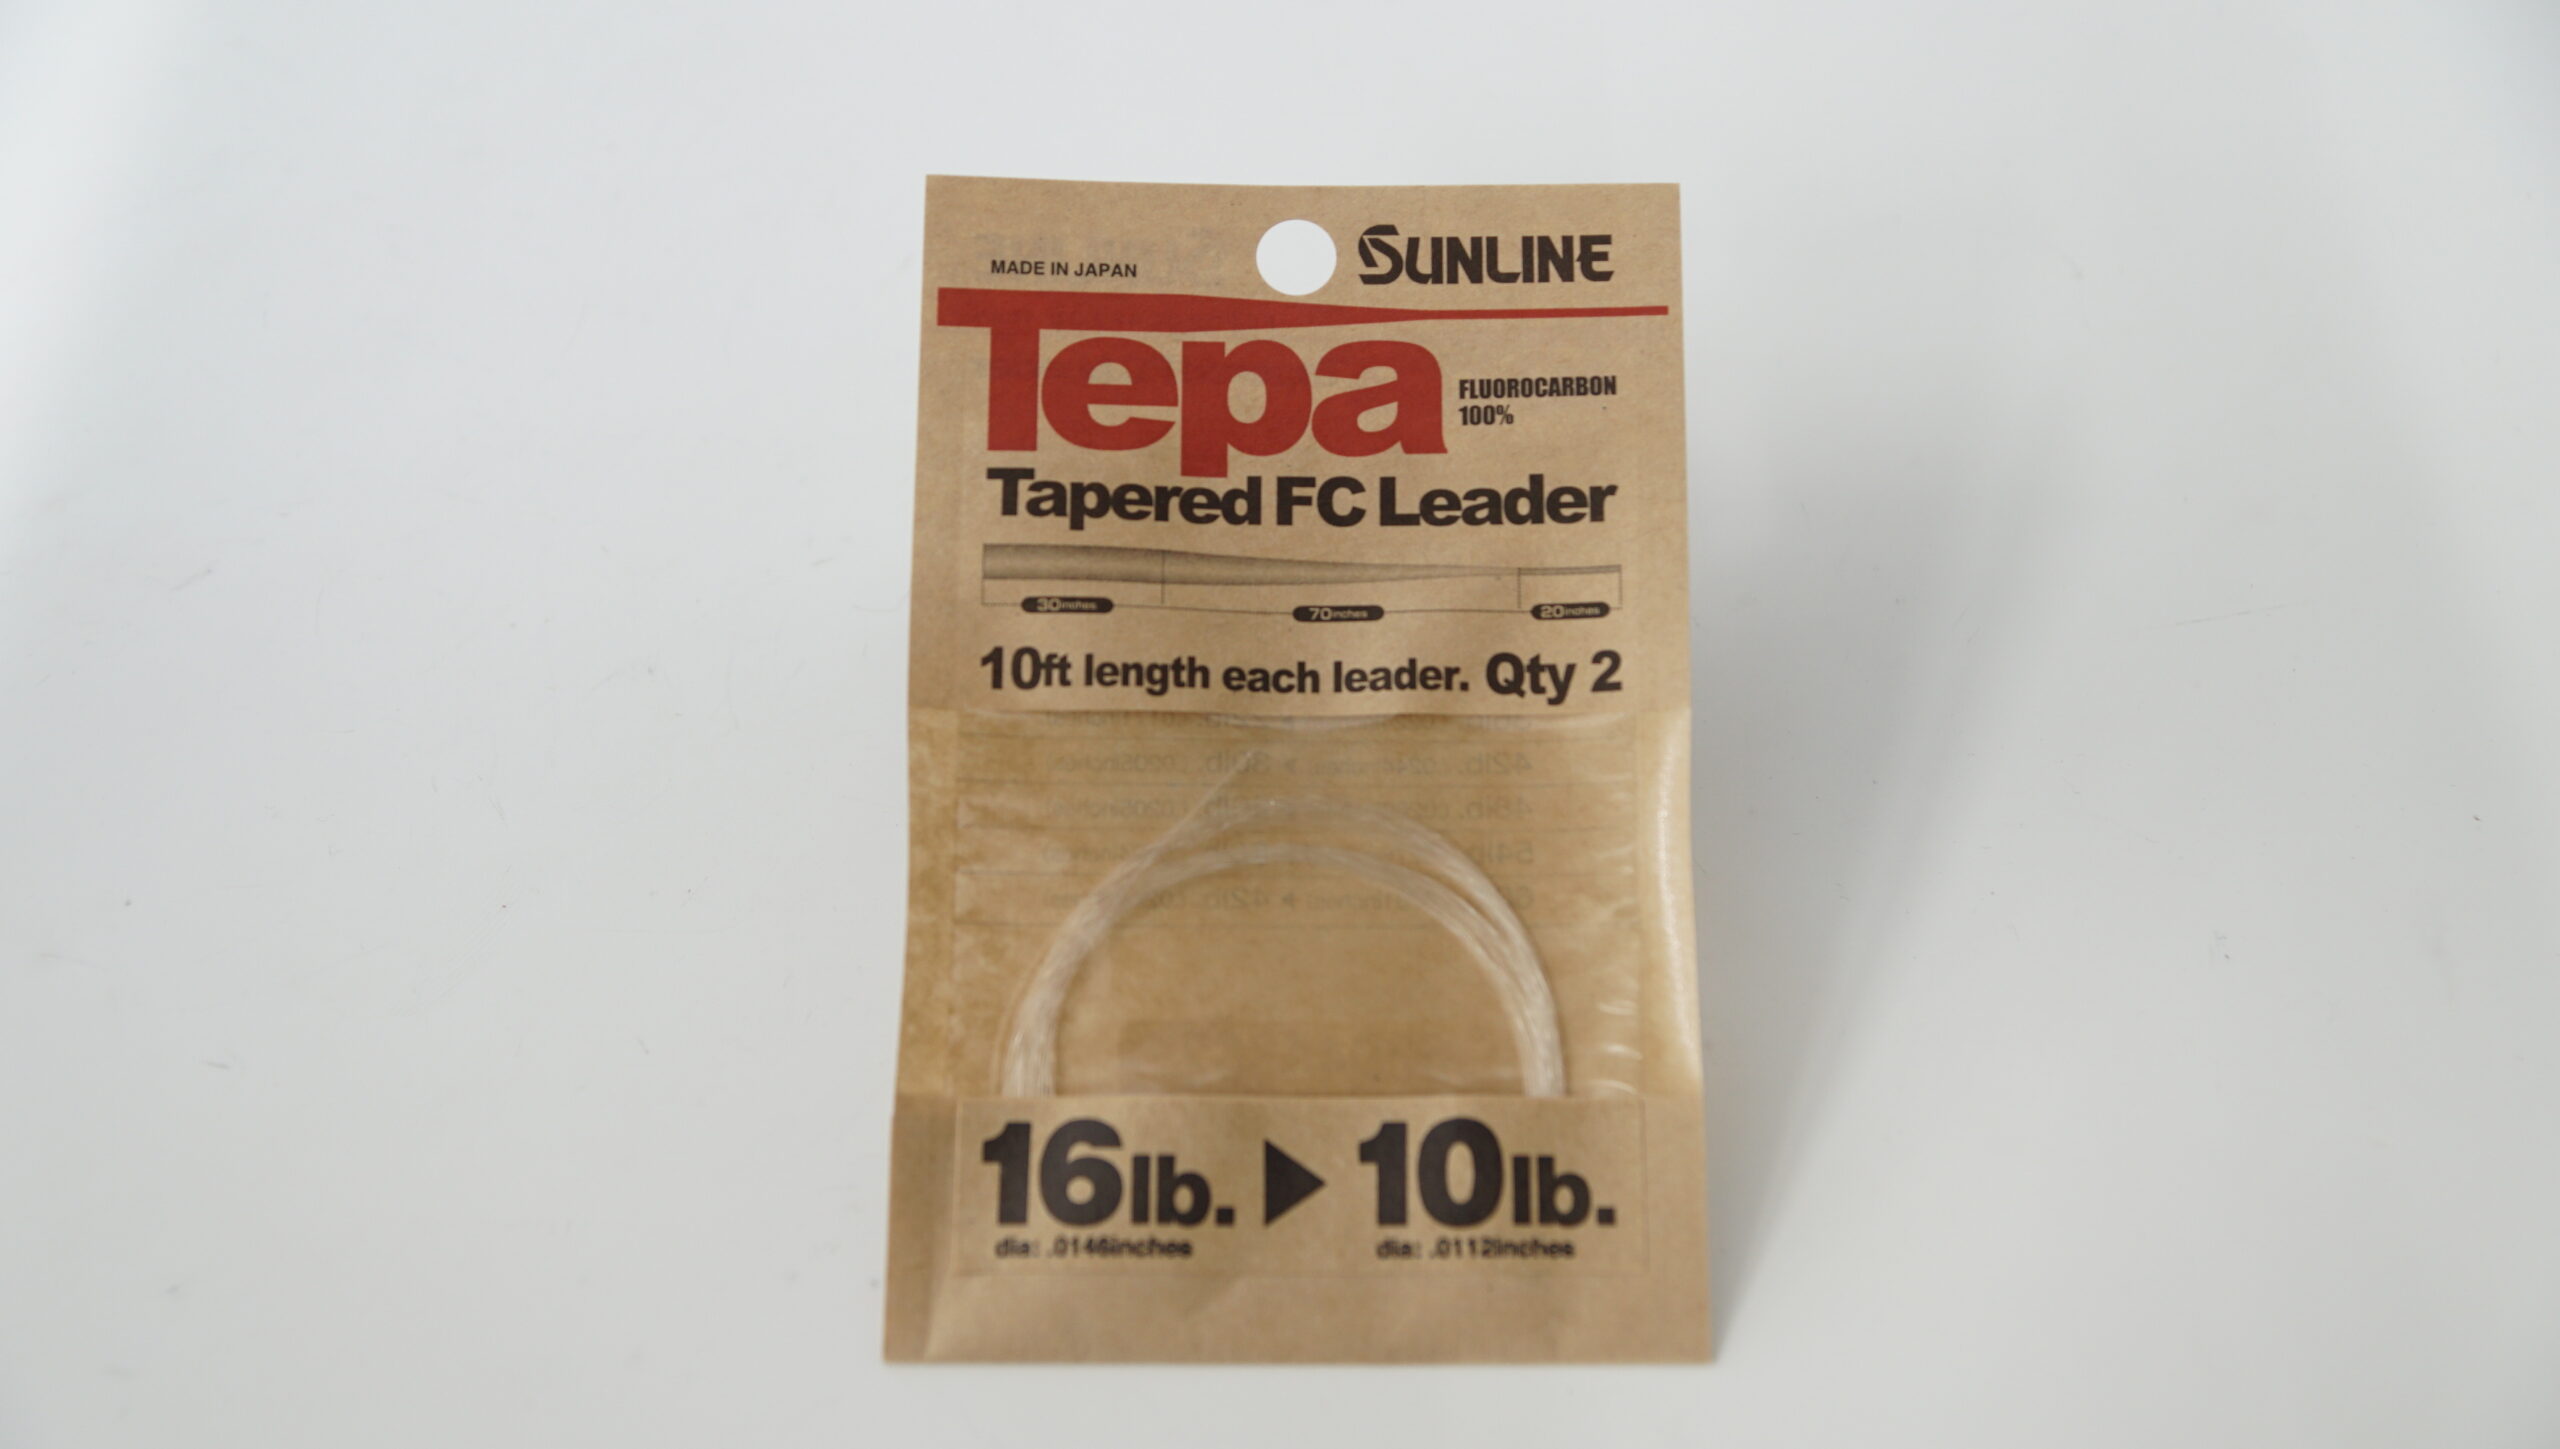 MADE IN JAPAN
SUNLINE
Tepa
FLUOROCARBON
100%
Tapered FC Leader
30inches 70inches 20inches
10ft length each leader. Qty 2
16lb. ▶ 10lb.
dia: .0146inches dia: .0112inches